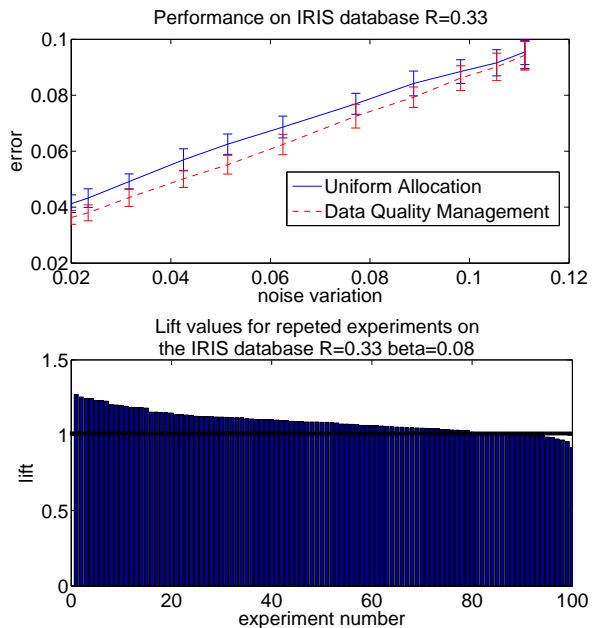 Performance on IRIS database R=0.33
0.1
0.08
0.06
0.04
0.02
error
Uniform Allocation
Data Quality Management
0.02 0.04 0.06 0.08 0.1 0.12
noise variation
Lift values for repeted experiments on
the IRIS database R=0.33 beta=0.08
1.5
1
0.5
0
lift
0 20 40 60 80 100
experiment number